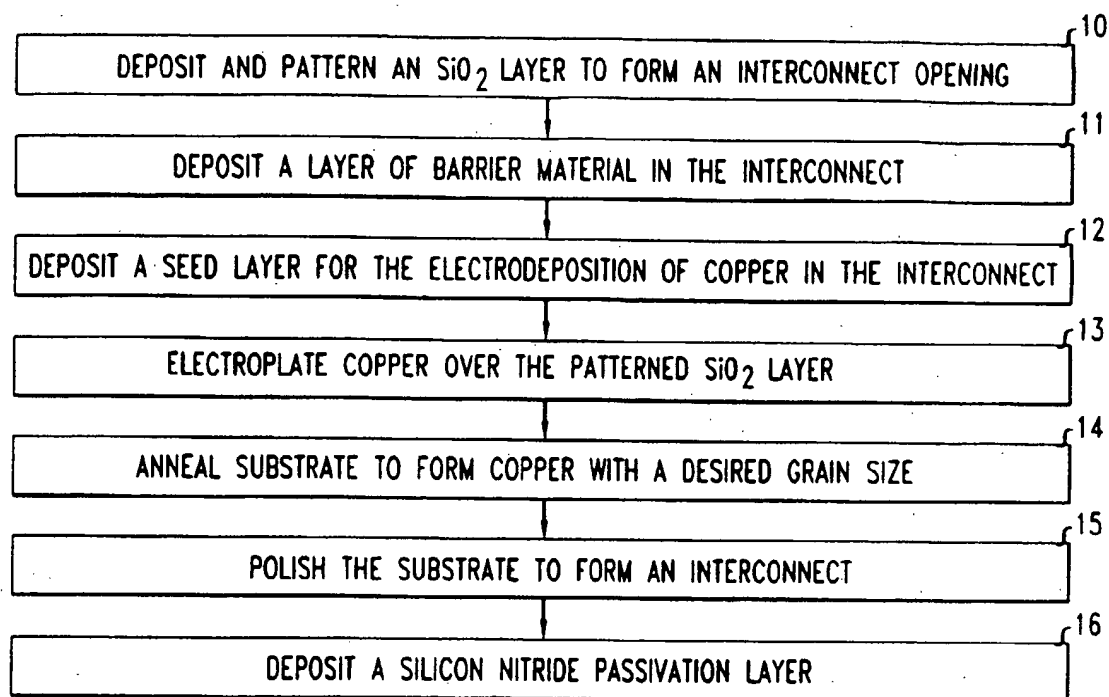 10
DEPOSIT AND PATTERN AN SiO2 LAYER TO FORM AN INTERCONNECT OPENING
11
DEPOSIT A LAYER OF BARRIER MATERIAL IN THE INTERCONNECT
12
DEPOSIT A SEED LAYER FOR THE ELECTRODEPOSITION OF COPPER IN THE INTERCONNECT
13
ELECTROPLATE COPPER OVER THE PATTERNED SiO2 LAYER
14
ANNEAL SUBSTRATE TO FORM COPPER WITH A DESIRED GRAIN SIZE
15
POLISH THE SUBSTRATE TO FORM AN INTERCONNECT
16
DEPOSIT A SILICON NITRIDE PASSIVATION LAYER